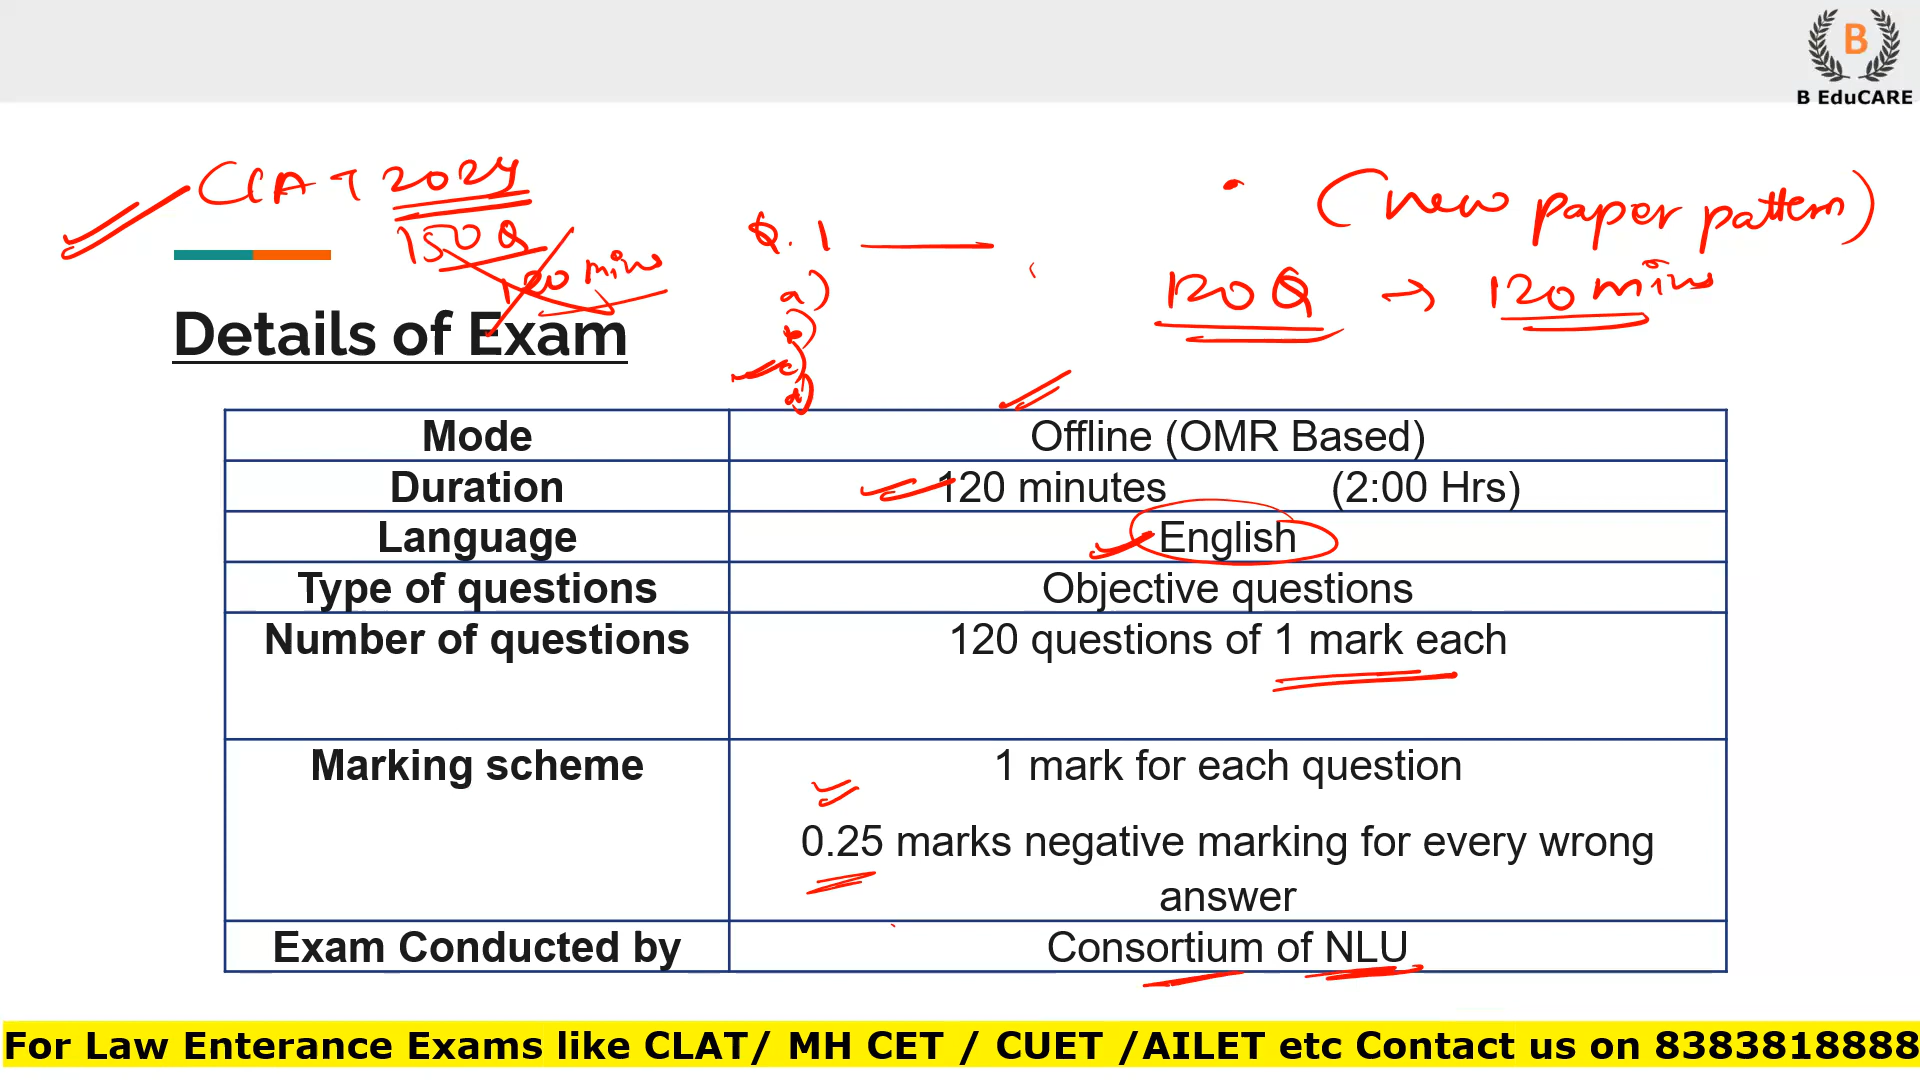 B
B EduCARE
CLAT 2024
(new paper pattern)
150 Q
120 mins
Q. 1
a)
b)
c)
d)
120 Q → 120 mins
Details of Exam
Mode Offline (OMR Based)
Duration 120 minutes (2:00 Hrs)
Language English
Type of questions Objective questions
Number of questions 120 questions of 1 mark each
Marking scheme 1 mark for each question
0.25 marks negative marking for every wrong
answer
Exam Conducted by Consortium of NLU
For Law Enterance Exams like CLAT/ MH CET / CUET /AILET etc Contact us on 8383818888